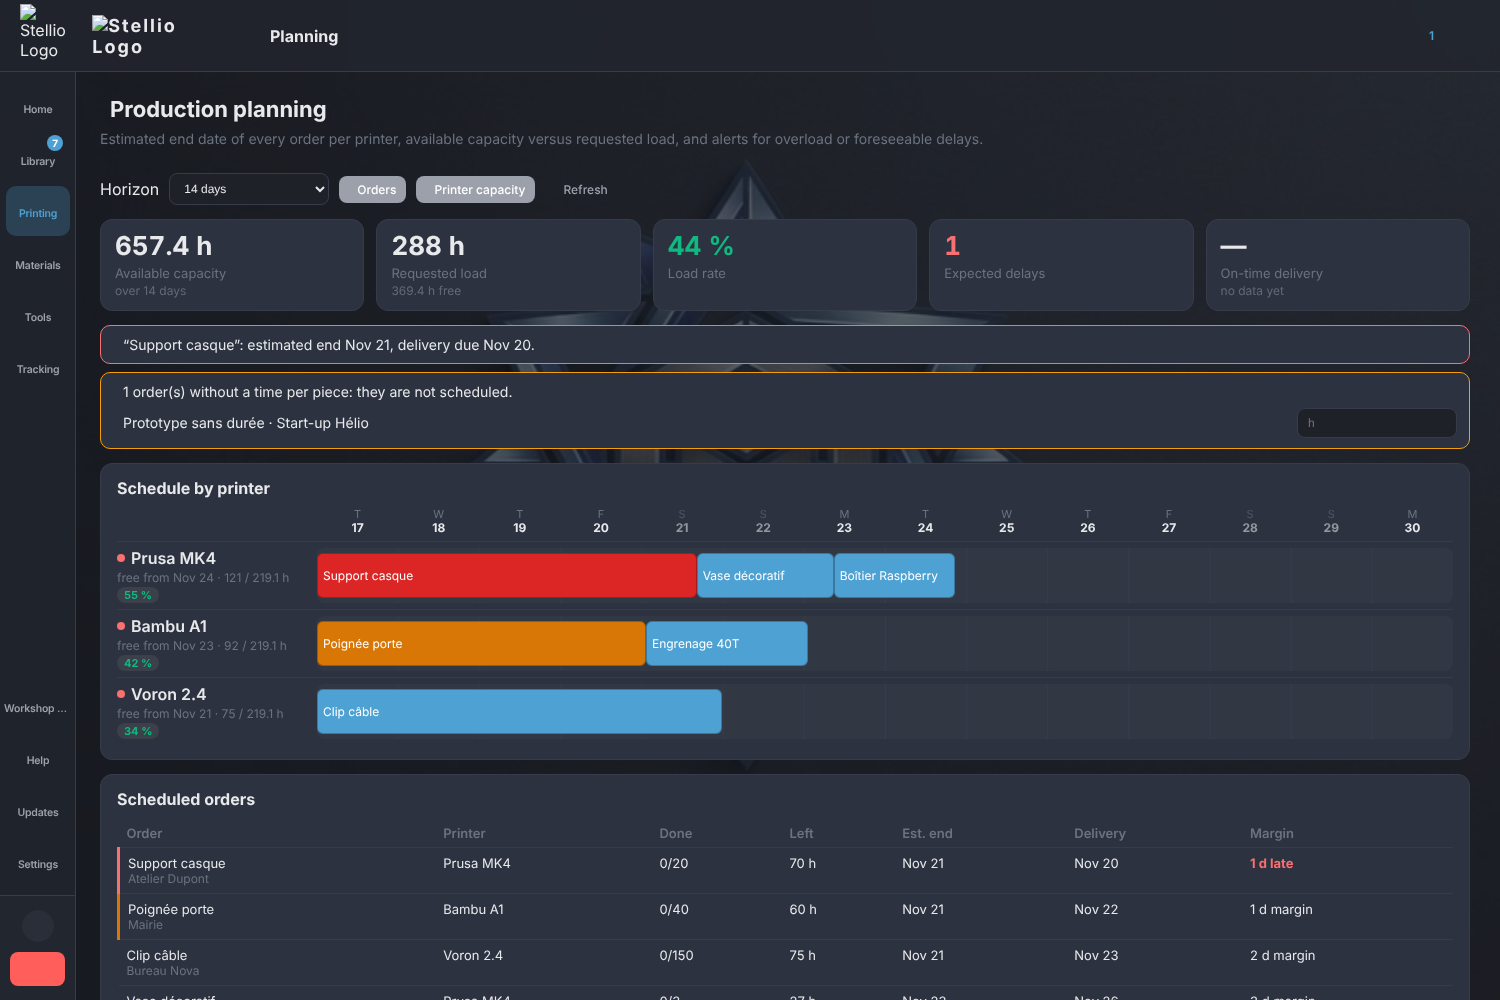 Stellio Logo
Stellio Logo
Planning
1
Home
7
Library
Printing
Materials
Tools
Tracking
Workshop ...
Help
Updates
Settings
Production planning
Estimated end date of every order per printer, available capacity versus requested load, and alerts for overload or foreseeable delays.
Horizon 14 days Orders Printer capacity Refresh
657.4 h
Available capacity
over 14 days
288 h
Requested load
369.4 h free
44 %
Load rate
1
Expected delays
—
On-time delivery
no data yet
“Support casque”: estimated end Nov 21, delivery due Nov 20.
1 order(s) without a time per piece: they are not scheduled.
Prototype sans durée · Start-up Hélio h
Schedule by printer
T W T F S S M T W T F S S M
17 18 19 20 21 22 23 24 25 26 27 28 29 30
Prusa MK4
free from Nov 24 · 121 / 219.1 h
55 %
Support casque Vase décoratif Boîtier Raspberry
Bambu A1
free from Nov 23 · 92 / 219.1 h
42 %
Poignée porte Engrenage 40T
Voron 2.4
free from Nov 21 · 75 / 219.1 h
34 %
Clip câble
Scheduled orders
Order Printer Done Left Est. end Delivery Margin
Support casque Prusa MK4 0/20 70 h Nov 21 Nov 20 1 d late
Atelier Dupont
Poignée porte Bambu A1 0/40 60 h Nov 21 Nov 22 1 d margin
Mairie
Clip câble Voron 2.4 0/150 75 h Nov 21 Nov 23 2 d margin
Bureau Nova